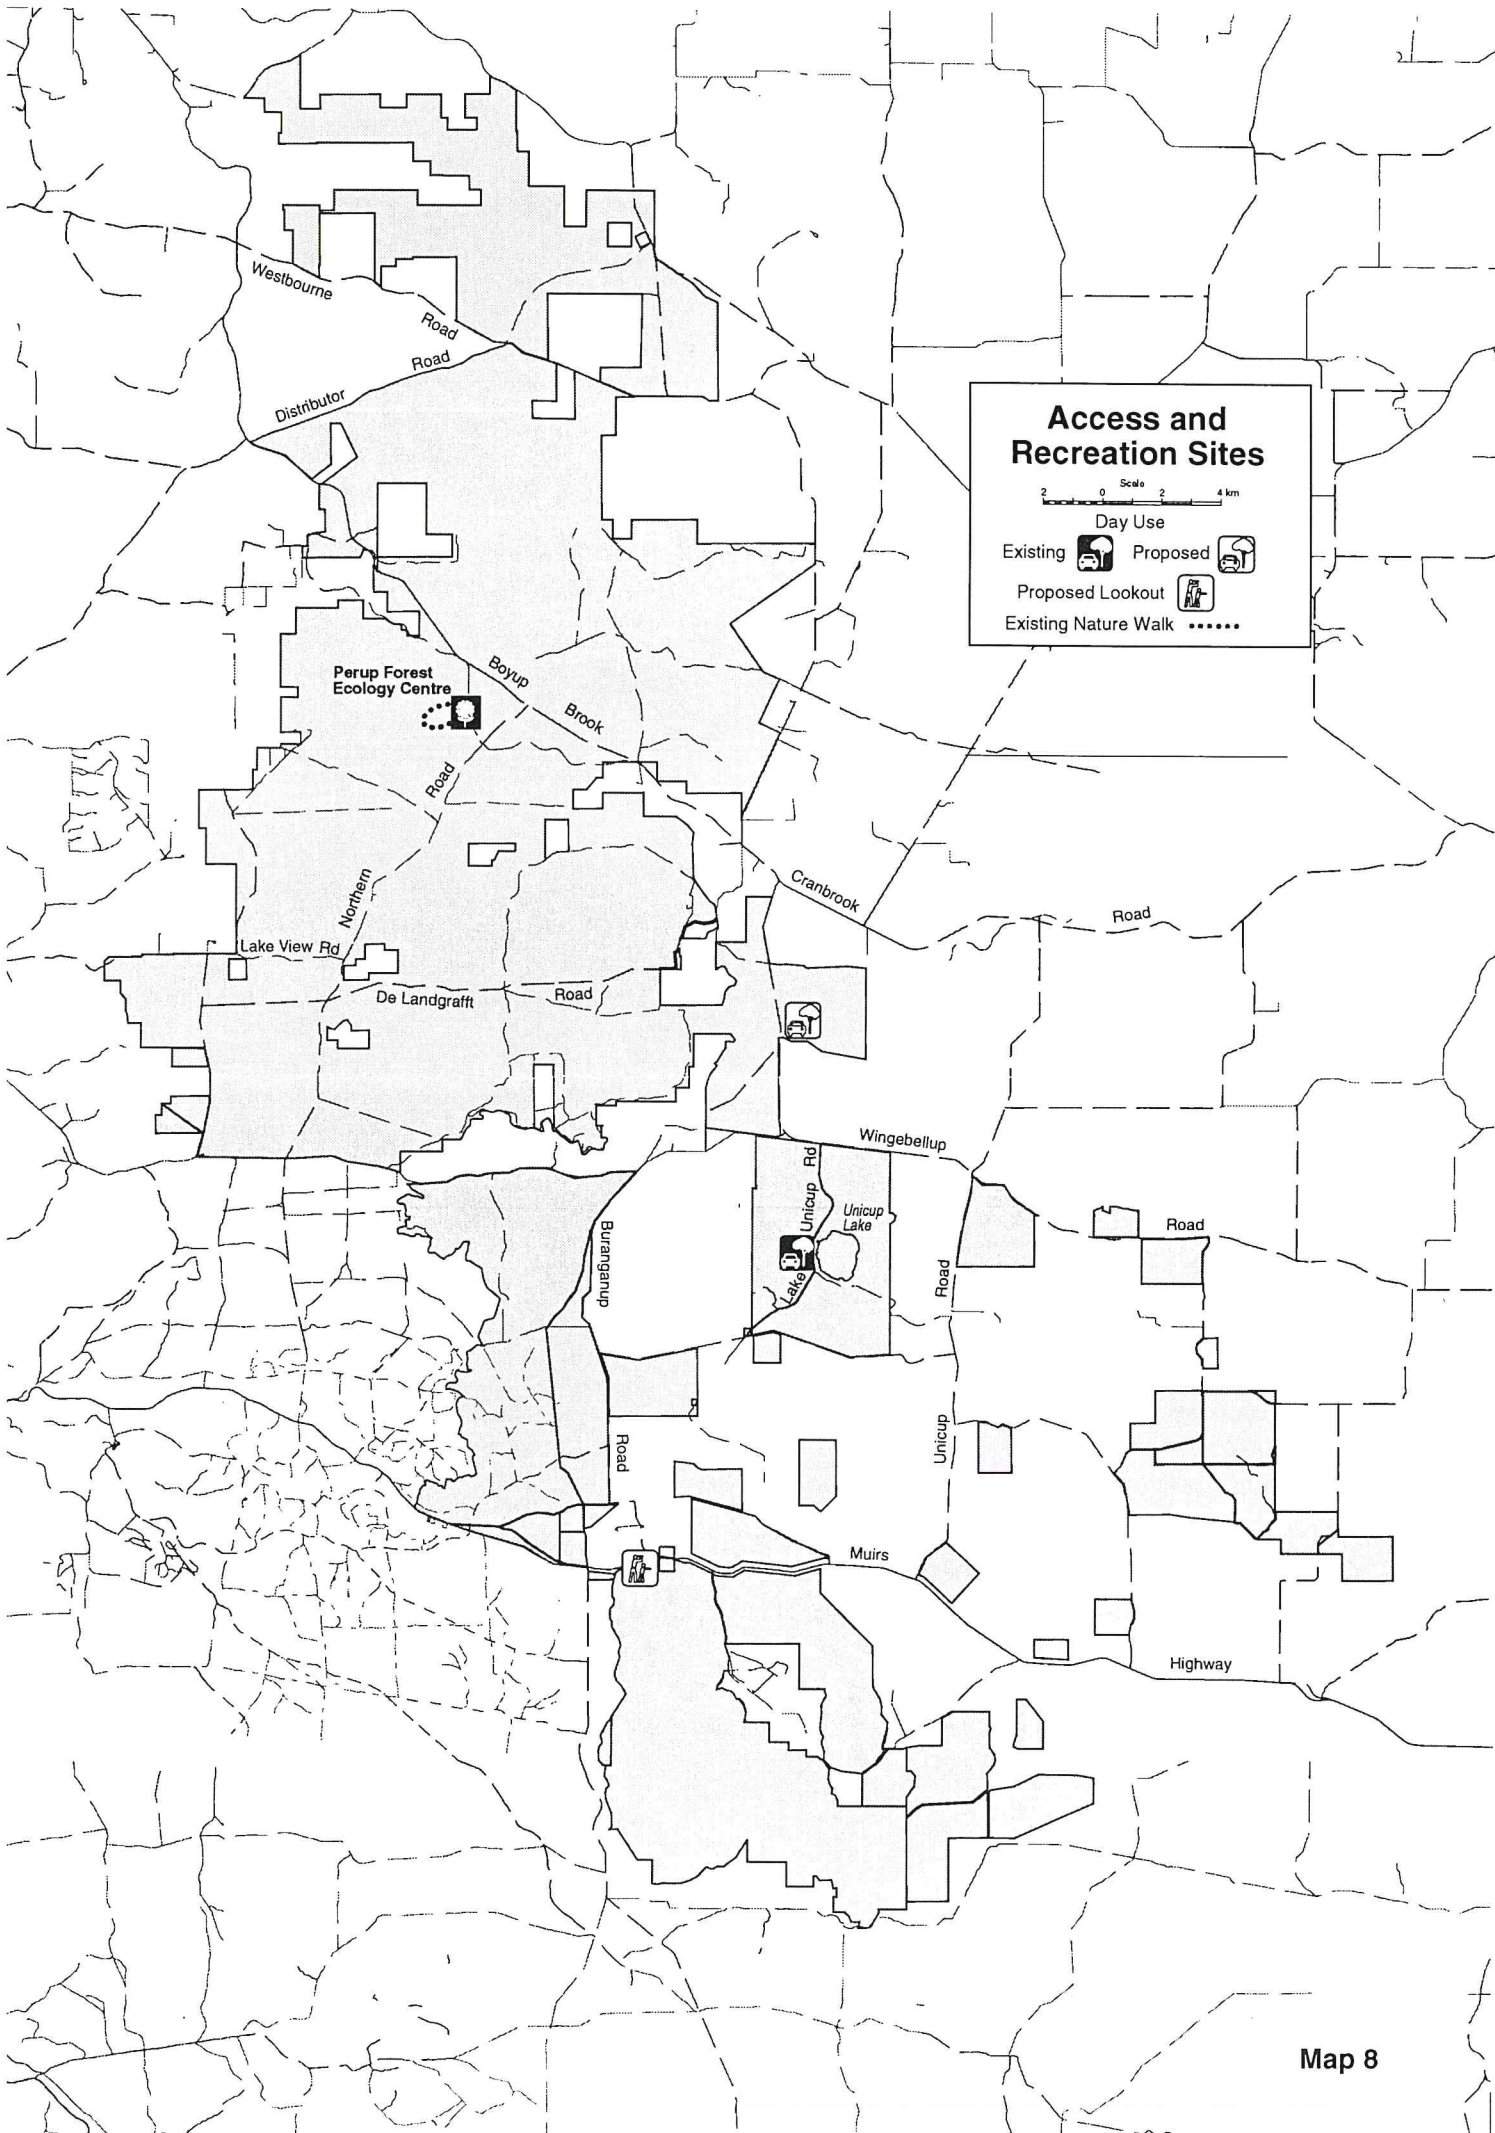 Westbourne
Road
Road
Distributor
Access and
Recreation Sites
Scale
2 0 2 4 km
Day Use
Existing Proposed
Proposed Lookout
Existing Nature Walk
Perup Forest
Ecology Centre
Boyup
Brook
Road
Northern
Cranbrook
Road
Lake View Rd
De Landgrafft
Road
Wingebellup
Road
Unicup Rd
Lake
Unicup
Lake
Buranganup
Road
Road
Unicup
Muirs
Highway
Map 8